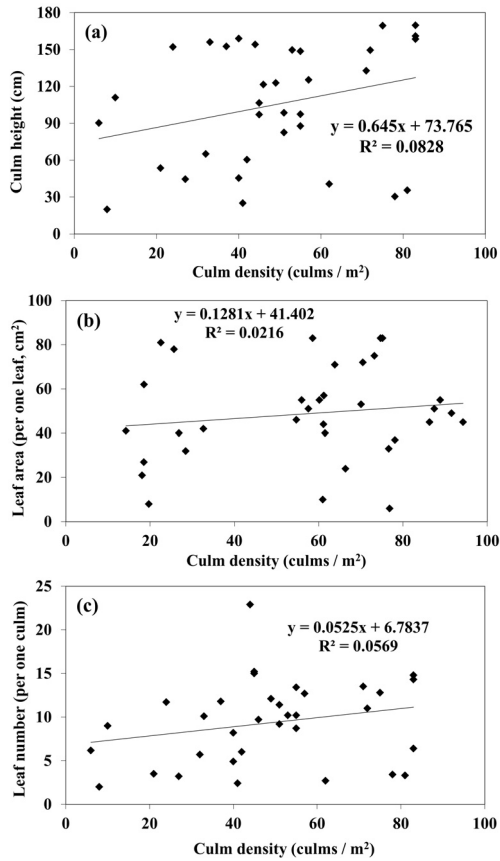 (a)
Culm height (cm)
180
150
120
90
60
30
0
y = 0.645x + 73.765
R² = 0.0828
0 20 40 60 80 100
Culm density (culms / m²)
(b)
Leaf area (per one leaf, cm²)
100
80
60
40
20
0
y = 0.1281x + 41.402
R² = 0.0216
0 20 40 60 80 100
Culm density (culms / m²)
(c)
Leaf number (per one culm)
25
20
15
10
5
0
y = 0.0525x + 6.7837
R² = 0.0569
0 20 40 60 80 100
Culm density (culms / m²)